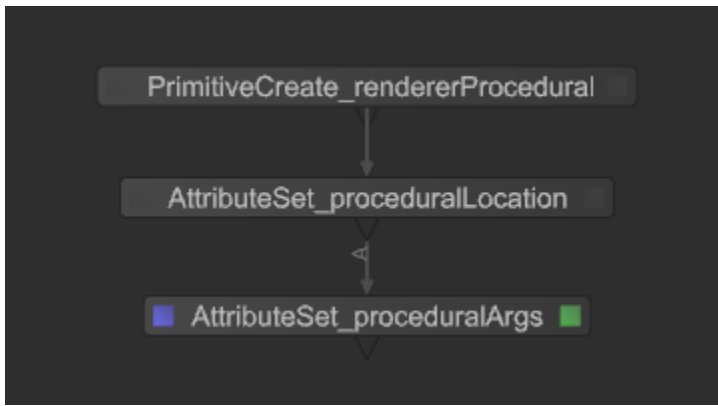 PrimitiveCreate_rendererProcedural
AttributeSet_proceduralLocation
A
AttributeSet_proceduralArgs